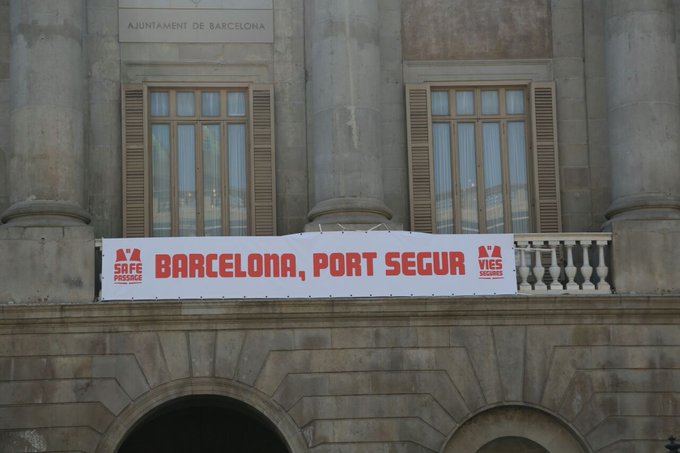 AJUNTAMENT DE BARCELONA
SAFE
PASSAGE
BARCELONA, PORT SEGUR
VIES
SEGURES